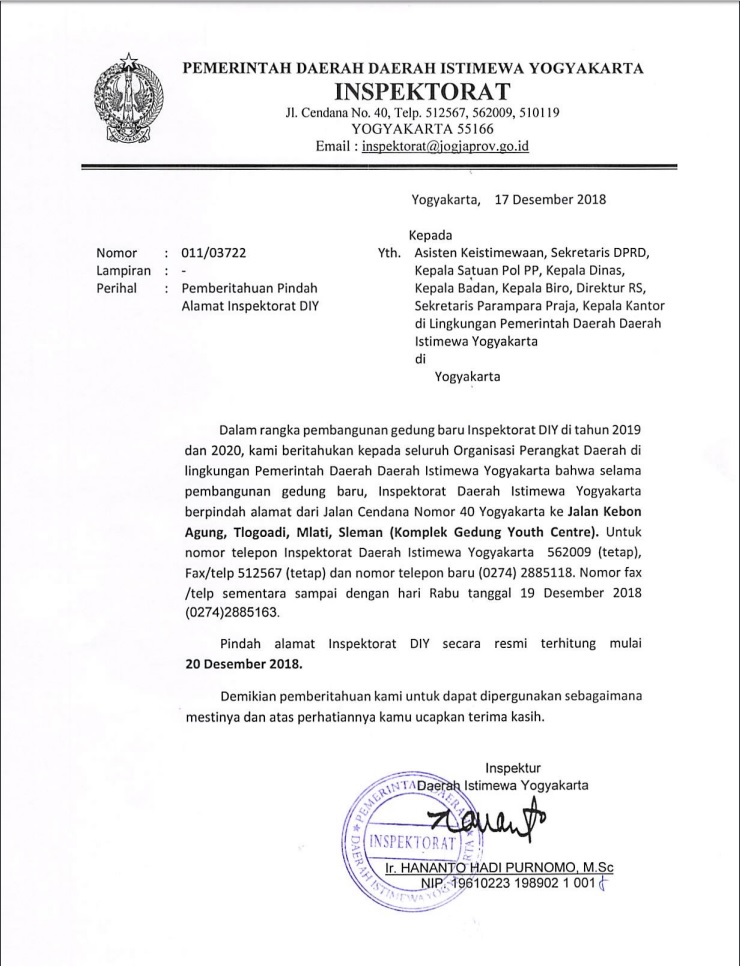 PEMERINTAH DAERAH DAERAH ISTIMEWA YOGYAKARTA
INSPEKTORAT
Jl. Cendana No. 40, Telp. 512567, 562009, 510119
YOGYAKARTA 55166
Email : inspektorat@jogjaprov.go.id
Yogyakarta, 17 Desember 2018
Kepada
Nomor : 011/03722
Lampiran : -
Perihal : Pemberitahuan Pindah
Alamat Inspektorat DIY
Yth. Asisten Keistimewaan, Sekretaris DPRD,
Kepala Satuan Pol PP, Kepala Dinas,
Kepala Badan, Kepala Biro, Direktur RS,
Sekretaris Parampara Praja, Kepala Kantor
di Lingkungan Pemerintah Daerah Daerah
Istimewa Yogyakarta
di
Yogyakarta
Dalam rangka pembangunan gedung baru Inspektorat DIY di tahun 2019
dan 2020, kami beritahukan kepada seluruh Organisasi Perangkat Daerah di
lingkungan Pemerintah Daerah Daerah Istimewa Yogyakarta bahwa selama
pembangunan gedung baru, Inspektorat Daerah Istimewa Yogyakarta
berpindah alamat dari Jalan Cendana Nomor 40 Yogyakarta ke Jalan Kebon
Agung, Tlogoadi, Mlati, Sleman (Komplek Gedung Youth Centre). Untuk
nomor telepon Inspektorat Daerah Istimewa Yogyakarta 562009 (tetap),
Fax/telp 512567 (tetap) dan nomor telepon baru (0274) 2885118. Nomor fax
/telp sementara sampai dengan hari Rabu tanggal 19 Desember 2018
(0274)2885163.
Pindah alamat Inspektorat DIY secara resmi terhitung mulai
20 Desember 2018.
Demikian pemberitahuan kami untuk dapat dipergunakan sebagaimana
mestinya dan atas perhatiannya kamu ucapkan terima kasih.
Inspektur
Daerah Istimewa Yogyakarta
PEMERINTAH DAERAH
INSPEKTORAT
DAERAH ISTIMEWA YOGYAKARTA
Ir. HANANTO HADI PURNOMO, M.Sc
NIP. 19610223 198902 1 001